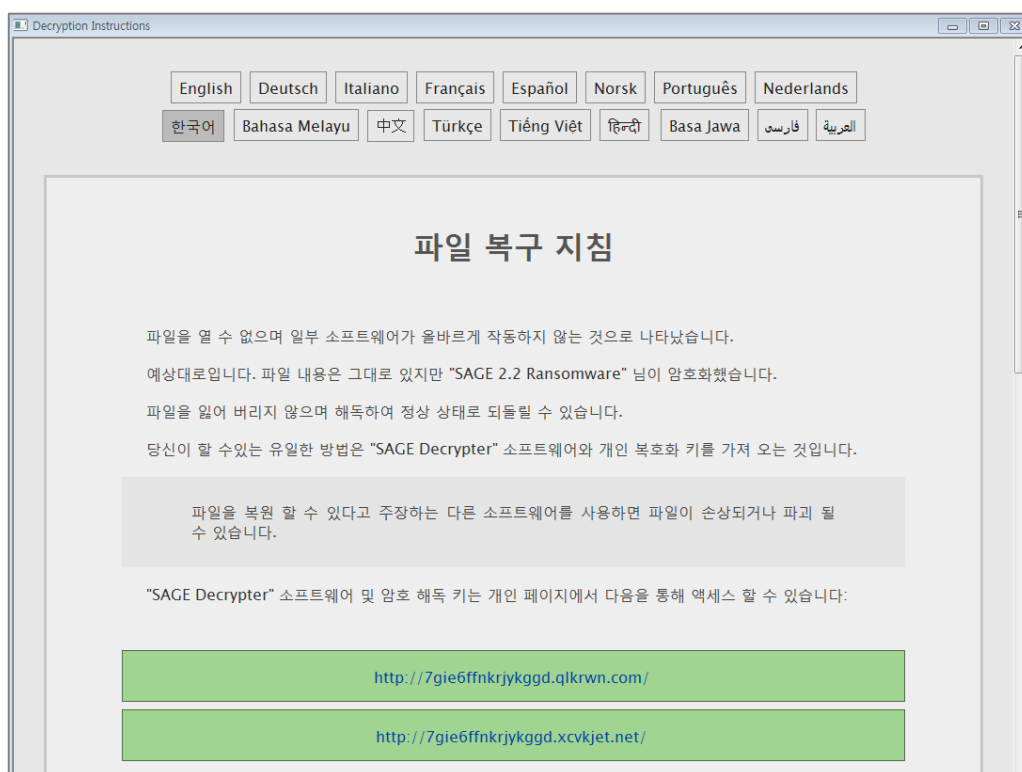 Decryption Instructions
English Deutsch Italiano Français Español Norsk Português Nederlands
한국어 Bahasa Melayu 中文 Türkçe Tiếng Việt हिन्दी Basa Jawa فارسی العربية
파일 복구 지침
파일을 열 수 없으며 일부 소프트웨어가 올바르게 작동하지 않는 것으로 나타났습니다.
예상대로입니다. 파일 내용은 그대로 있지만 "SAGE 2.2 Ransomware" 님이 암호화했습니다.
파일을 잃어 버리지 않으며 해독하여 정상 상태로 되돌릴 수 있습니다.
당신이 할 수있는 유일한 방법은 "SAGE Decrypter" 소프트웨어와 개인 복호화 키를 가져 오는 것입니다.
파일을 복원 할 수 있다고 주장하는 다른 소프트웨어를 사용하면 파일이 손상되거나 파괴 될
수 있습니다.
"SAGE Decrypter" 소프트웨어 및 암호 해독 키는 개인 페이지에서 다음을 통해 액세스 할 수 있습니다:
http://7gie6ffnkrjykggd.qlkrwn.com/
http://7gie6ffnkrjykggd.xcvkjet.net/